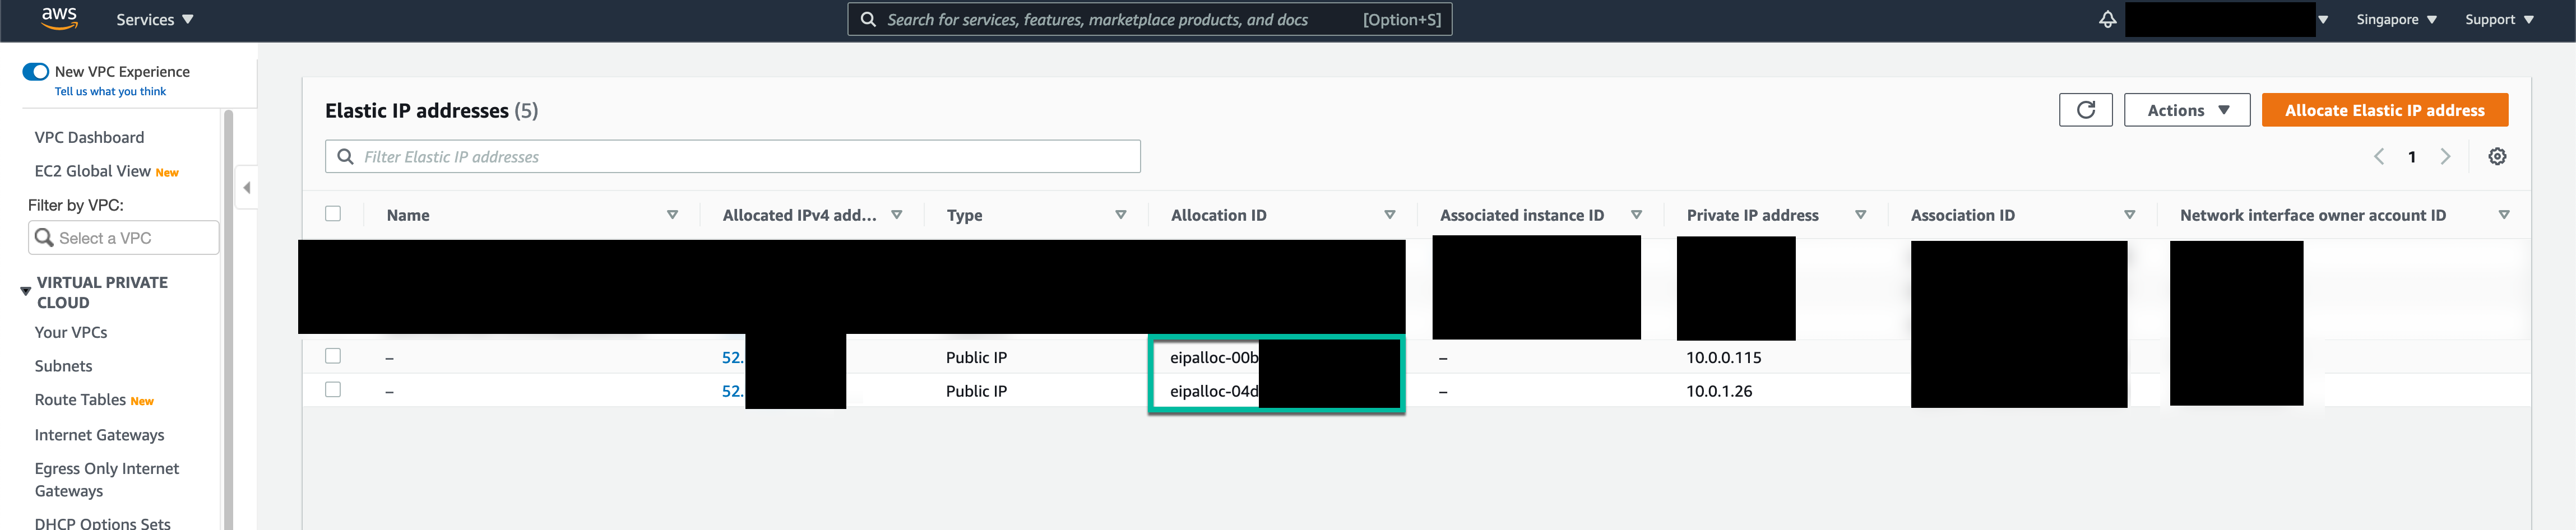 aws Services Search for services, features, marketplace products, and docs [Option+S] Singapore Support
New VPC Experience
Tell us what you think
VPC Dashboard
EC2 Global View New
Filter by VPC:
Select a VPC
VIRTUAL PRIVATE
CLOUD
Your VPCs
Subnets
Route Tables New
Internet Gateways
Egress Only Internet
Gateways
DHCP Options Sets
Elastic IP addresses (5) Actions Allocate Elastic IP address
Filter Elastic IP addresses 1
Name Allocated IPv4 add... Type Allocation ID Associated instance ID Private IP address Association ID Network interface owner account ID
– 52. Public IP eipalloc-00b – 10.0.0.115
– 52. Public IP eipalloc-04d – 10.0.1.26